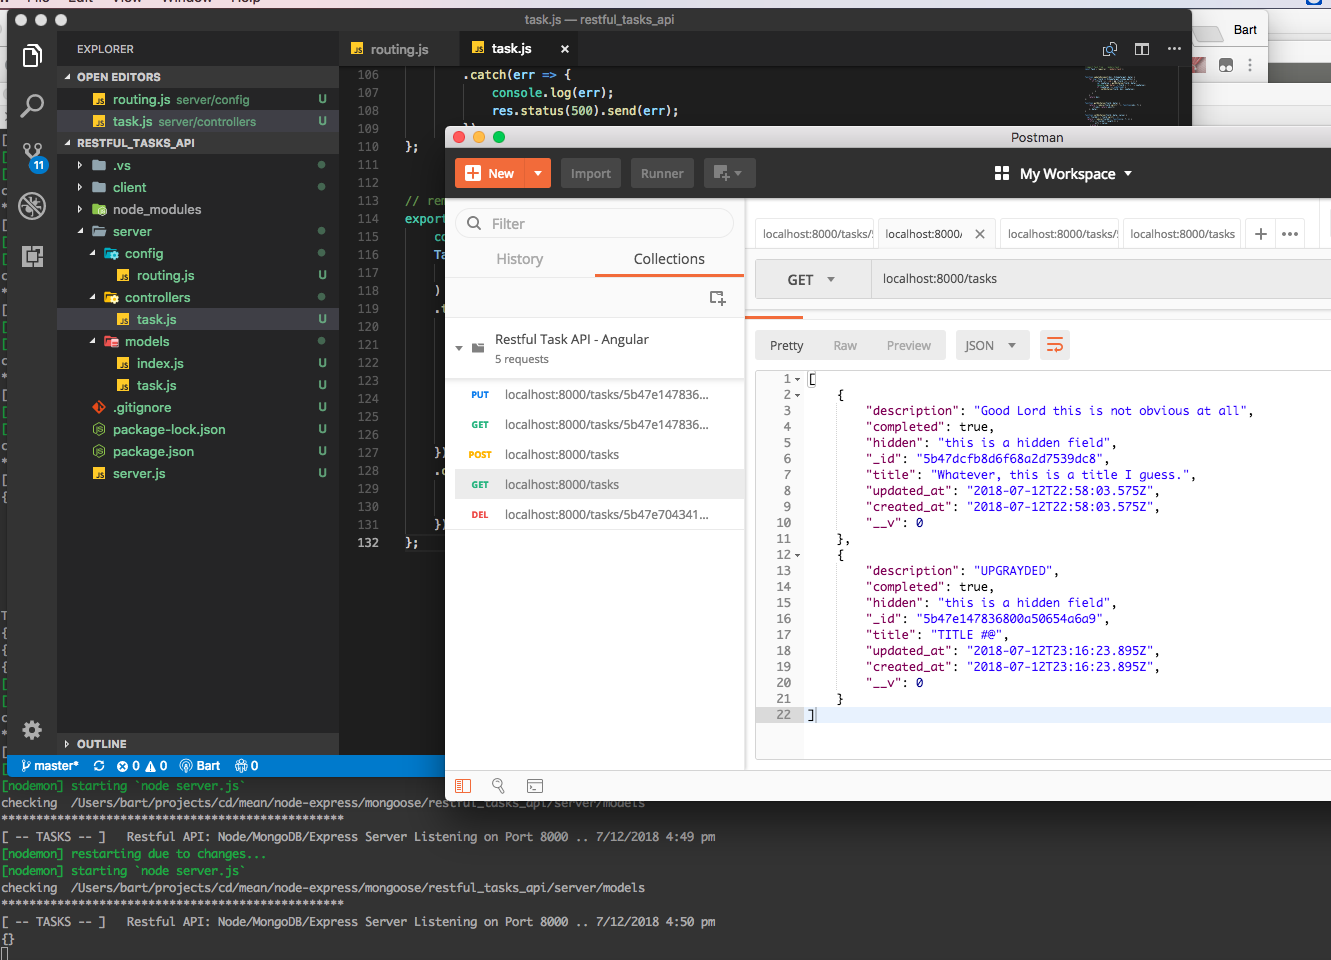 File Edit View Window Help
task.js — restful_tasks_api
Bart
EXPLORER
OPEN EDITORS
routing.js server/config U
task.js server/controllers U
RESTFUL_TASKS_API
.vs
client
node_modules
server
config
routing.js U
controllers
task.js U
models
index.js U
task.js U
.gitignore U
package-lock.json U
package.json U
server.js U
OUTLINE
11
master* 0 0 Bart 0
routing.js task.js
106 .catch(err => {
107 console.log(err);
108 res.status(500).send(err);
109 })
110 };
111
112
113 // rem
114 export
115 co
116 Ta
117
118 )
119 .t
120
121
122
123
124
125
126
127 })
128 .c
129
130
131 })
132 };
Postman
New Import Runner My Workspace
Filter
History Collections
Restful Task API - Angular
5 requests
PUT localhost:8000/tasks/5b47e147836...
GET localhost:8000/tasks/5b47e147836...
POST localhost:8000/tasks
GET localhost:8000/tasks
DEL localhost:8000/tasks/5b47e704341...
localhost:8000/tasks/5 localhost:8000/ localhost:8000/tasks/5 localhost:8000/tasks
GET localhost:8000/tasks
Pretty Raw Preview JSON
1 [
2 {
3 "description": "Good Lord this is not obvious at all",
4 "completed": true,
5 "hidden": "this is a hidden field",
6 "_id": "5b47dcfb8d6f68a2d7539dc8",
7 "title": "Whatever, this is a title I guess.",
8 "updated_at": "2018-07-12T22:58:03.575Z",
9 "created_at": "2018-07-12T22:58:03.575Z",
10 "__v": 0
11 },
12 {
13 "description": "UPGRAYDED",
14 "completed": true,
15 "hidden": "this is a hidden field",
16 "_id": "5b47e147836800a50654a6a9",
17 "title": "TITLE #@",
18 "updated_at": "2018-07-12T23:16:23.895Z",
19 "created_at": "2018-07-12T23:16:23.895Z",
20 "__v": 0
21 }
22 ]
[nodemon] starting `node server.js`
checking /Users/bart/projects/cd/mean/node-express/mongoose/restful_tasks_api/server/models
*************************************************
[ -- TASKS -- ] Restful API: Node/MongoDB/Express Server Listening on Port 8000 .. 7/12/2018 4:49 pm
[nodemon] restarting due to changes...
[nodemon] starting `node server.js`
checking /Users/bart/projects/cd/mean/node-express/mongoose/restful_tasks_api/server/models
*************************************************
[ -- TASKS -- ] Restful API: Node/MongoDB/Express Server Listening on Port 8000 .. 7/12/2018 4:50 pm
{}